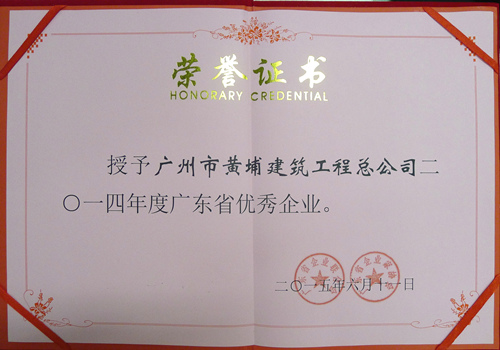 荣誉证书
HONORARY CREDENTIAL
授予广州市黄埔建筑工程总公司二
〇一四年度广东省优秀企业。
二〇一五年六月十一日